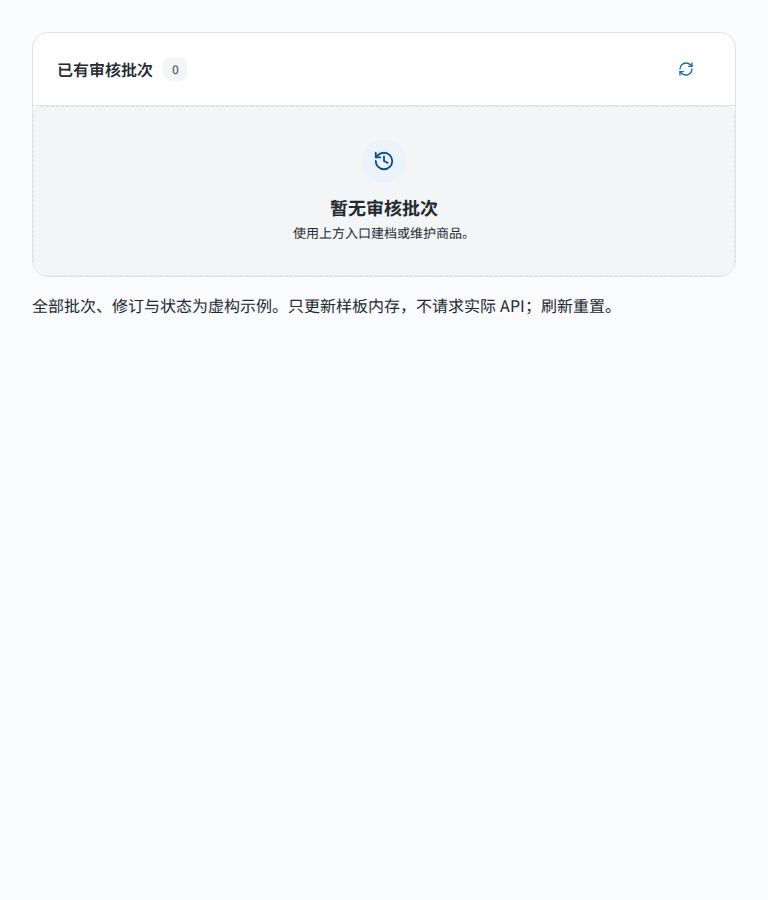 已有审核批次 0
暂无审核批次
使用上方入口建档或维护商品。
全部批次、修订与状态为虚构示例。只更新样板内存，不请求实际 API；刷新重置。